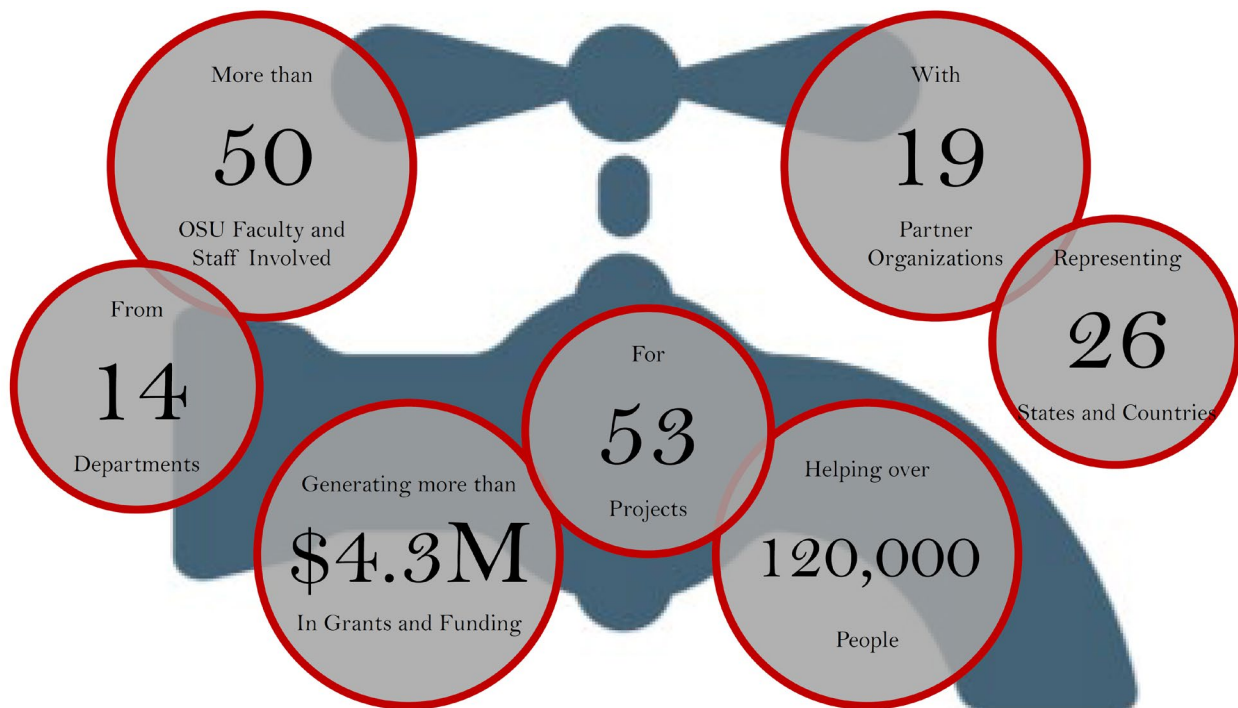 More than
50
OSU Faculty and
Staff Involved
From
14
Departments
Generating more than
$4.3M
In Grants and Funding
For
53
Projects
Helping over
120,000
People
With
19
Partner
Organizations
Representing
26
States and Countries